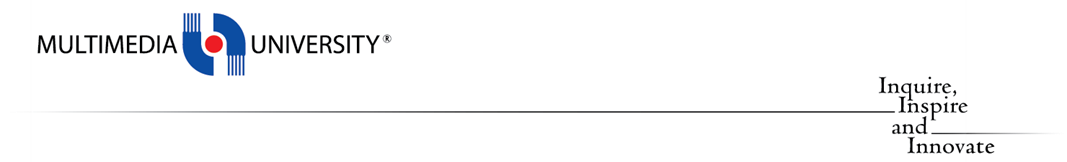 MULTIMEDIA UNIVERSITY®
Inquire,
Inspire
and
Innovate